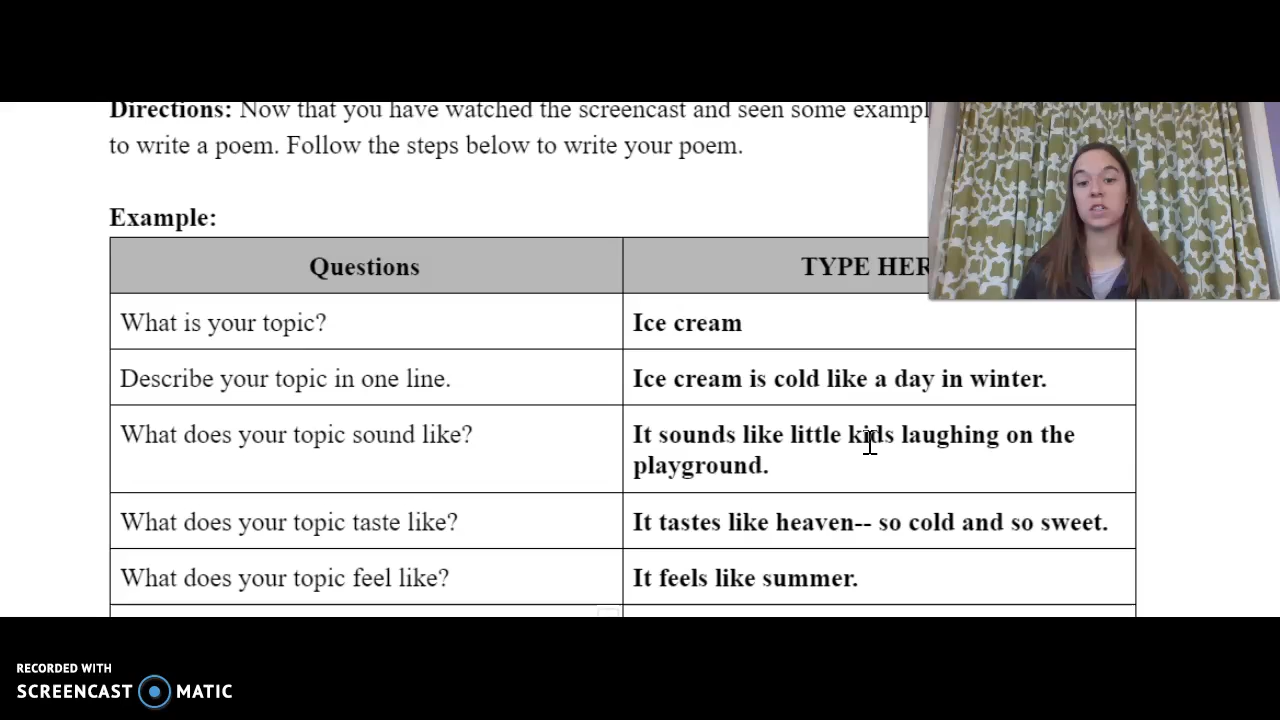 Directions: Now that you have watched the screencast and seen some
to write a poem. Follow the steps below to write your poem.
Example:
Questions
TYPE
What is your topic?
Ice cream
Describe your topic in one line.
Ice cream is cold like a day in winter.
What does your topic sound like?
It sounds like little kids laughing on the
playground.
What does your topic taste like?
It tastes like heaven-- so cold and so sweet.
What does your topic feel like?
It feels like summer.
RECORDED WITH
SCREENCAST MATIC